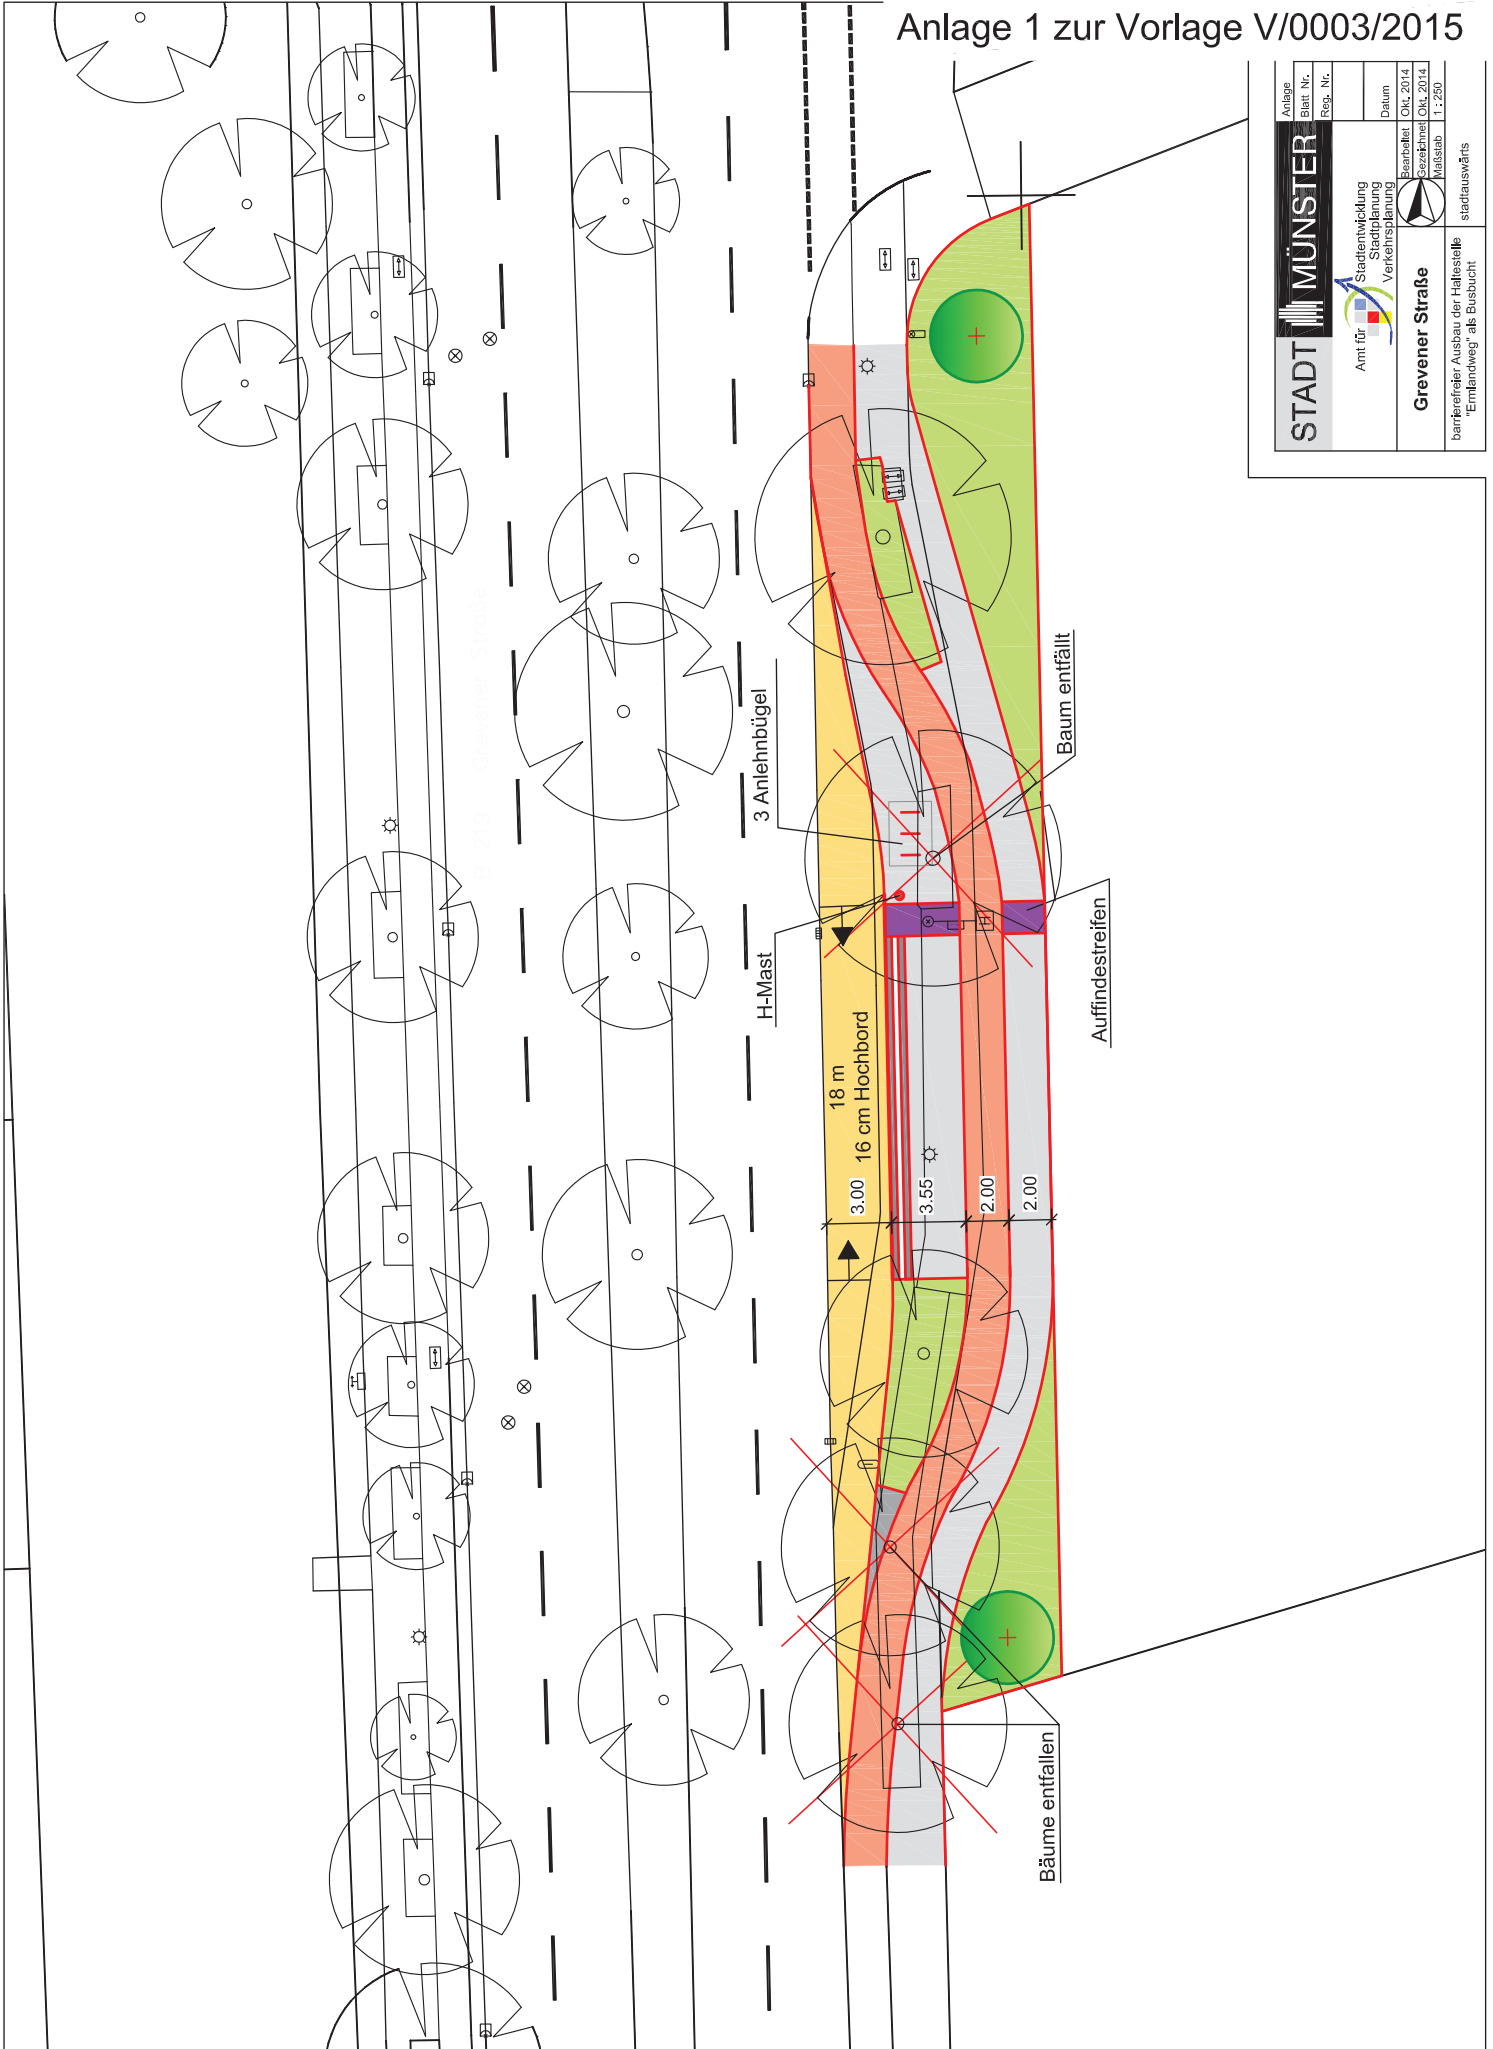 Anlage 1 zur Vorlage V/0003/2015
STADT MÜNSTER
Anlage
Blatt Nr.
Reg. Nr.
Amt für
Stadtentwicklung
Stadtplanung
Verkehrsplanung
Datum
Bearbeitet Okt. 2014
Gezeichnet Okt. 2014
Maßstab 1 : 250
Grevener Straße
barrierefreier Ausbau der Haltestelle
"Ermlandweg" als Busbucht
stadtauswärts
3 Anlehnbügel
Baum entfällt
H-Mast
Auffindestreifen
H
18 m
16 cm Hochbord
3.00
3.55
2.00
2.00
Bäume entfallen